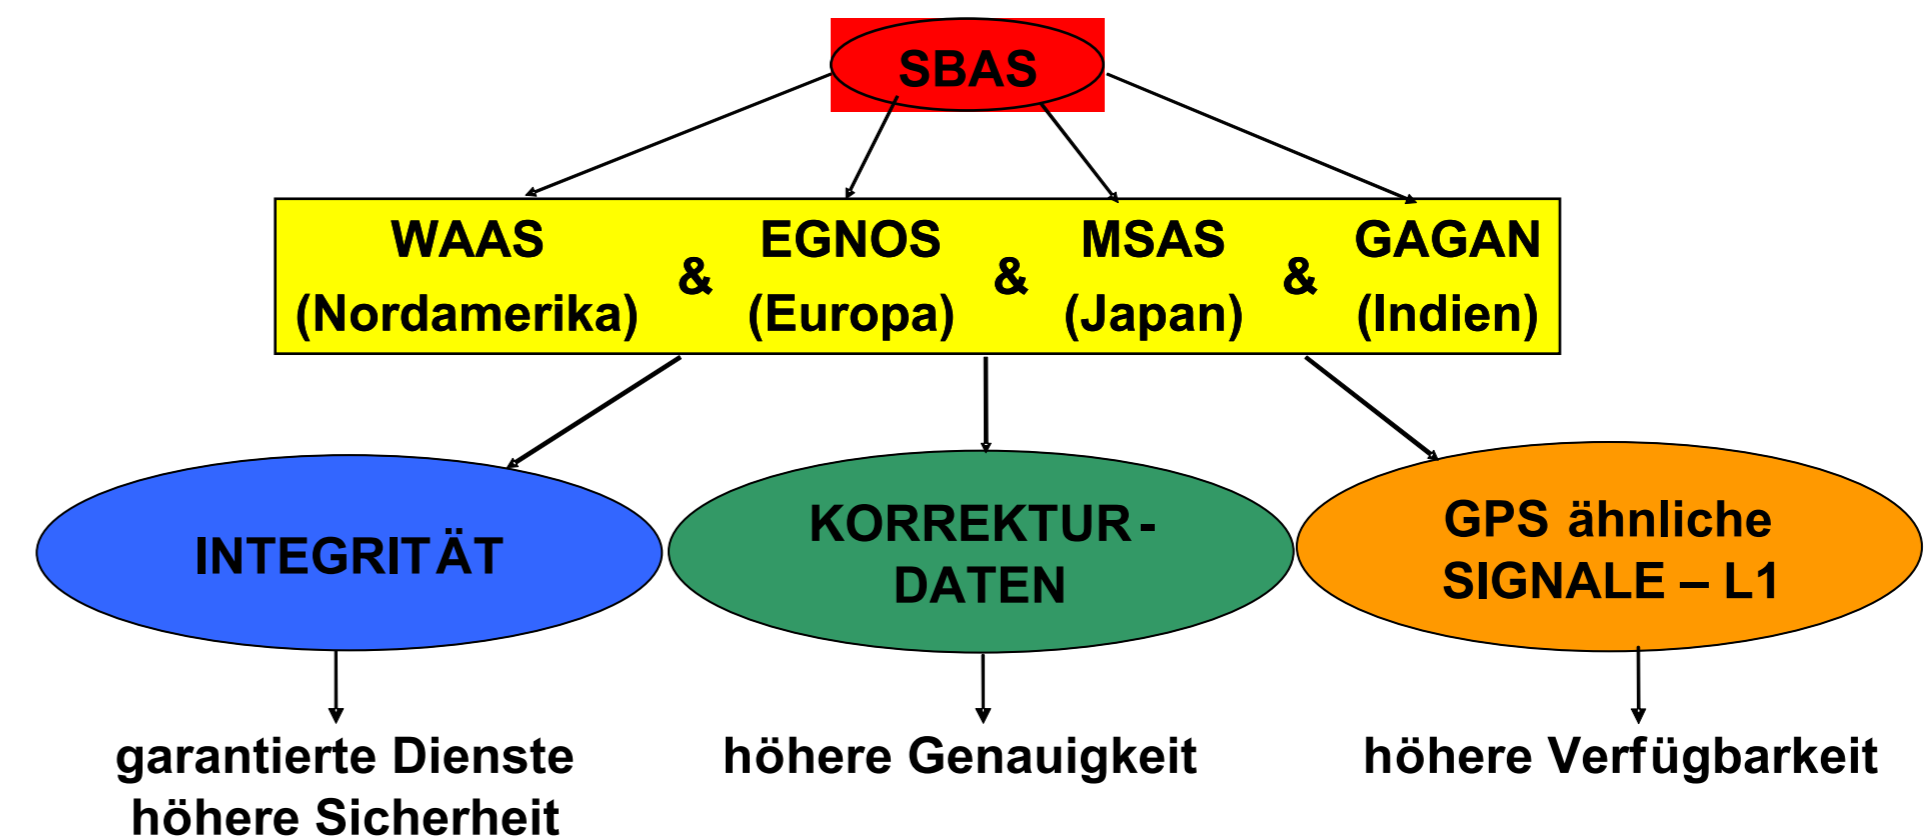 SBAS
WAAS & EGNOS & MSAS & GAGAN
(Nordamerika) (Europa) (Japan) (Indien)
INTEGRITÄT
KORREKTUR-
DATEN
GPS ähnliche
SIGNALE – L1
garantierte Dienste
höhere Sicherheit
höhere Genauigkeit
höhere Verfügbarkeit